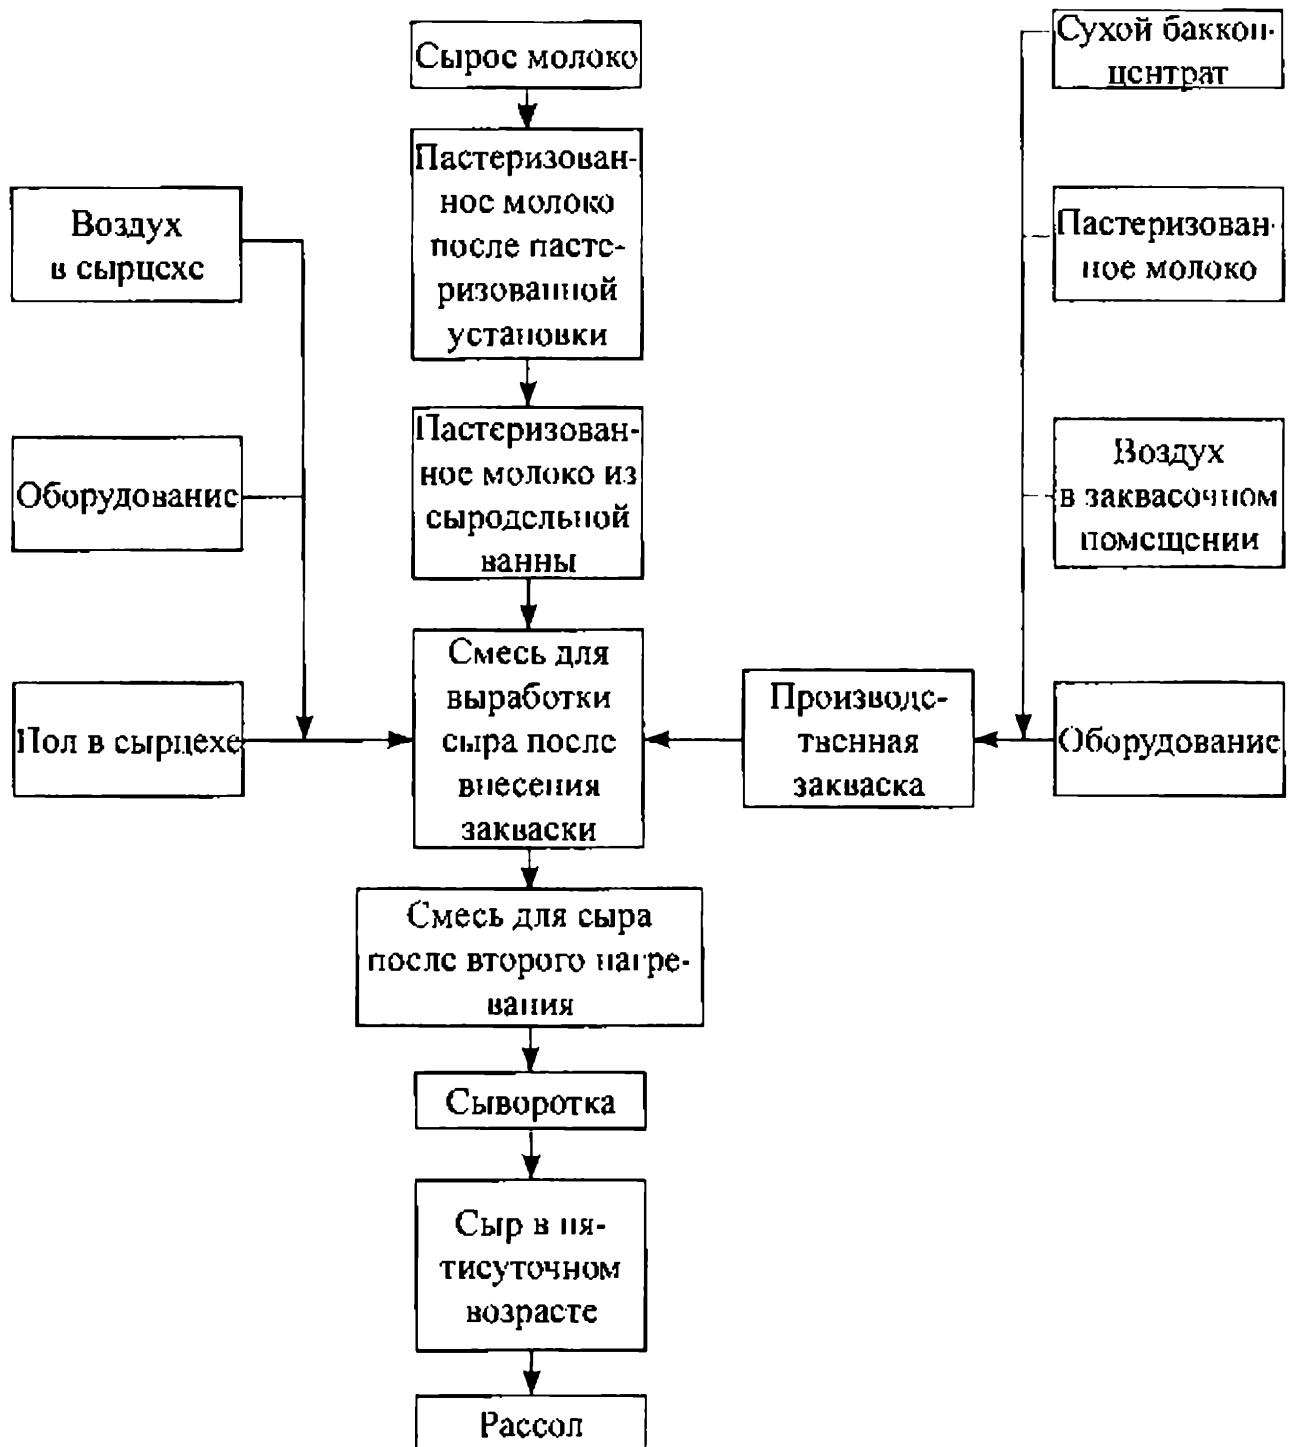 Сырое молоко
Пастеризован-
ное молоко
после пасте-
ризованной
установки
Пастеризован-
ное молоко из
сыродельной
ванны
Воздух
в сырцехе
Оборудование
Пол в сырцехе
Смесь для
выработки
сыра после
внесения
закваски
Производс-
твенная
закваска
Сухой баккон-
центрат
Пастеризован-
ное молоко
Воздух
в заквасочном
помещении
Оборудование
Смесь для сыра
после второго нагре-
вания
Сыворотка
Сыр в пя-
тисуточном
возрасте
Рассол